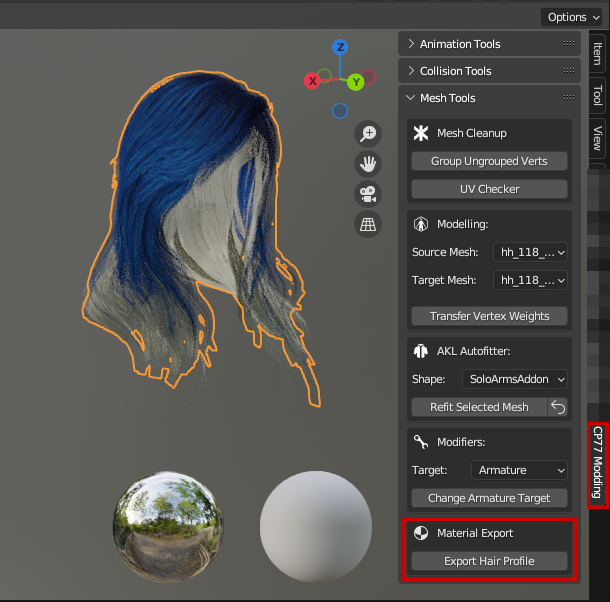 Options
Z
X
Y
Animation Tools
Collision Tools
Mesh Tools
Mesh Cleanup
Group Ungrouped Verts
UV Checker
Modelling:
Source Mesh: hh_118_...
Target Mesh: hh_118_...
Transfer Vertex Weights
AKL Autofitter:
Shape: SoloArmsAddon
Refit Selected Mesh
Modifiers:
Target: Armature
Change Armature Target
Material Export
Export Hair Profile
Item
Tool
View
CP77 Modding